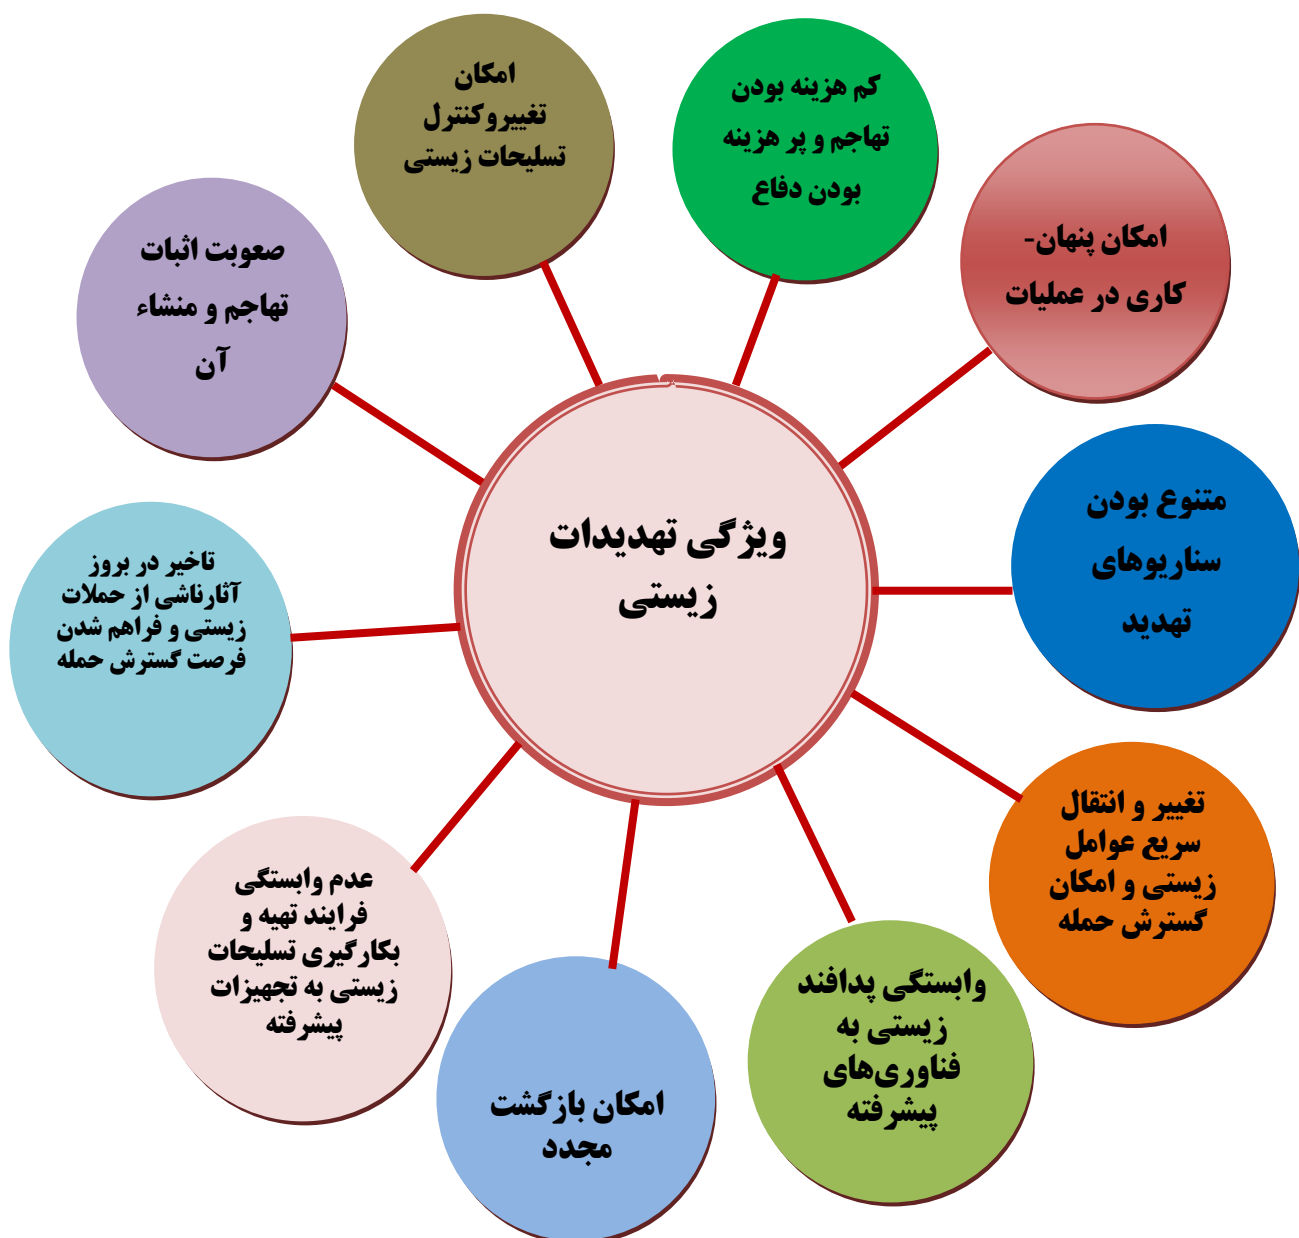 ویژگی تهدیدات
زیستی
کم هزینه بودن
تهاجم و پر هزینه
بودن دفاع
امکان پنهان-
کاری در عملیات
متنوع بودن
سناریوهای
تهدید
تغییر و انتقال
سریع عوامل
زیستی و امکان
گسترش حمله
وابستگی پدافند
زیستی به
فناوری‌های
پیشرفته
امکان بازگشت
مجدد
عدم وابستگی
فرایند تهیه و
بکارگیری تسلیحات
زیستی به تجهیزات
پیشرفته
تاخیر در بروز
آثارناشی از حملات
زیستی و فراهم شدن
فرصت گسترش حمله
صعوبت اثبات
تهاجم و منشاء
آن
امکان
تغییروکنترل
تسلیحات زیستی